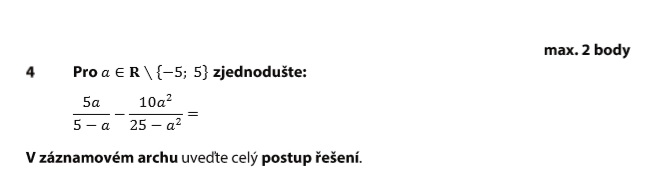 max. 2 body
4 Pro a ∈ R \ {−5; 5} zjednodušte:
5a/(5 − a) − 10a²/(25 − a²) =
V záznamovém archu uveďte celý postup řešení.